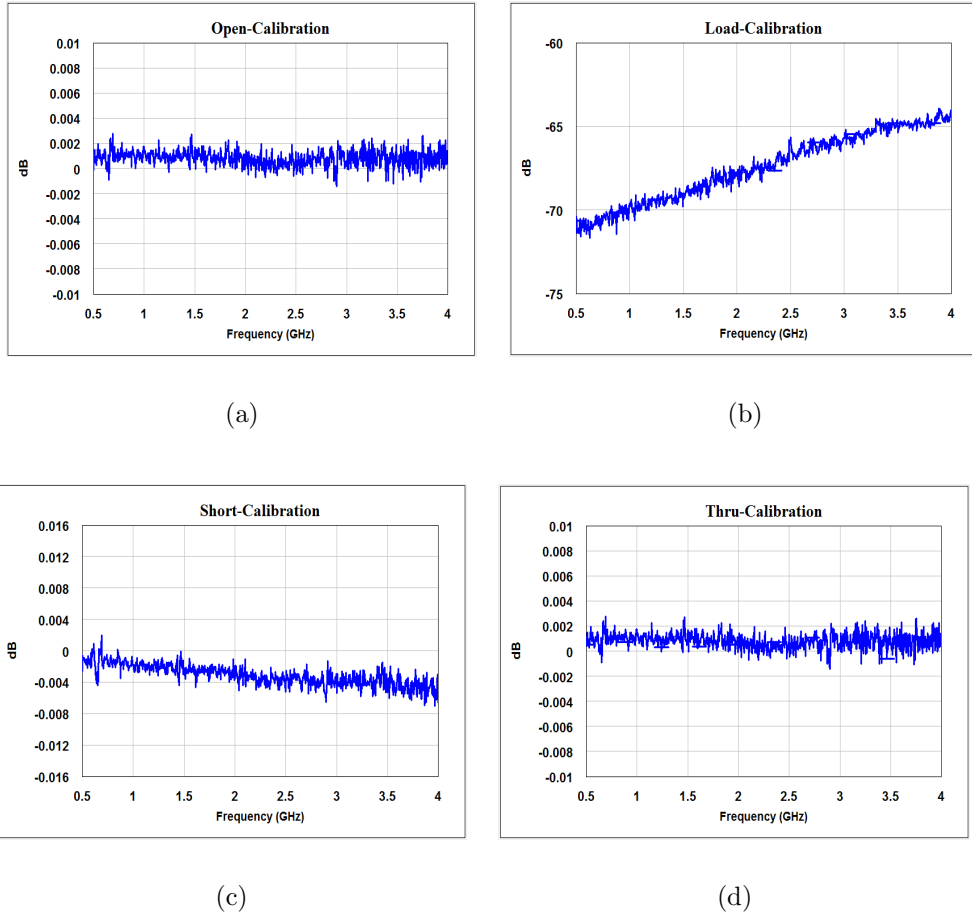 Open-Calibration
0.01
0.008
0.006
0.004
0.002
0
-0.002
-0.004
-0.006
-0.008
-0.01
dB
0.5 1 1.5 2 2.5 3 3.5 4
Frequency (GHz)
(a)
Load-Calibration
-60
-65
-70
-75
dB
0.5 1 1.5 2 2.5 3 3.5 4
Frequency (GHz)
(b)
Short-Calibration
0.016
0.012
0.008
0.004
0
-0.004
-0.008
-0.012
-0.016
dB
0.5 1 1.5 2 2.5 3 3.5 4
Frequency (GHz)
(c)
Thru-Calibration
0.01
0.008
0.006
0.004
0.002
0
-0.002
-0.004
-0.006
-0.008
-0.01
dB
0.5 1 1.5 2 2.5 3 3.5 4
Frequency (GHz)
(d)